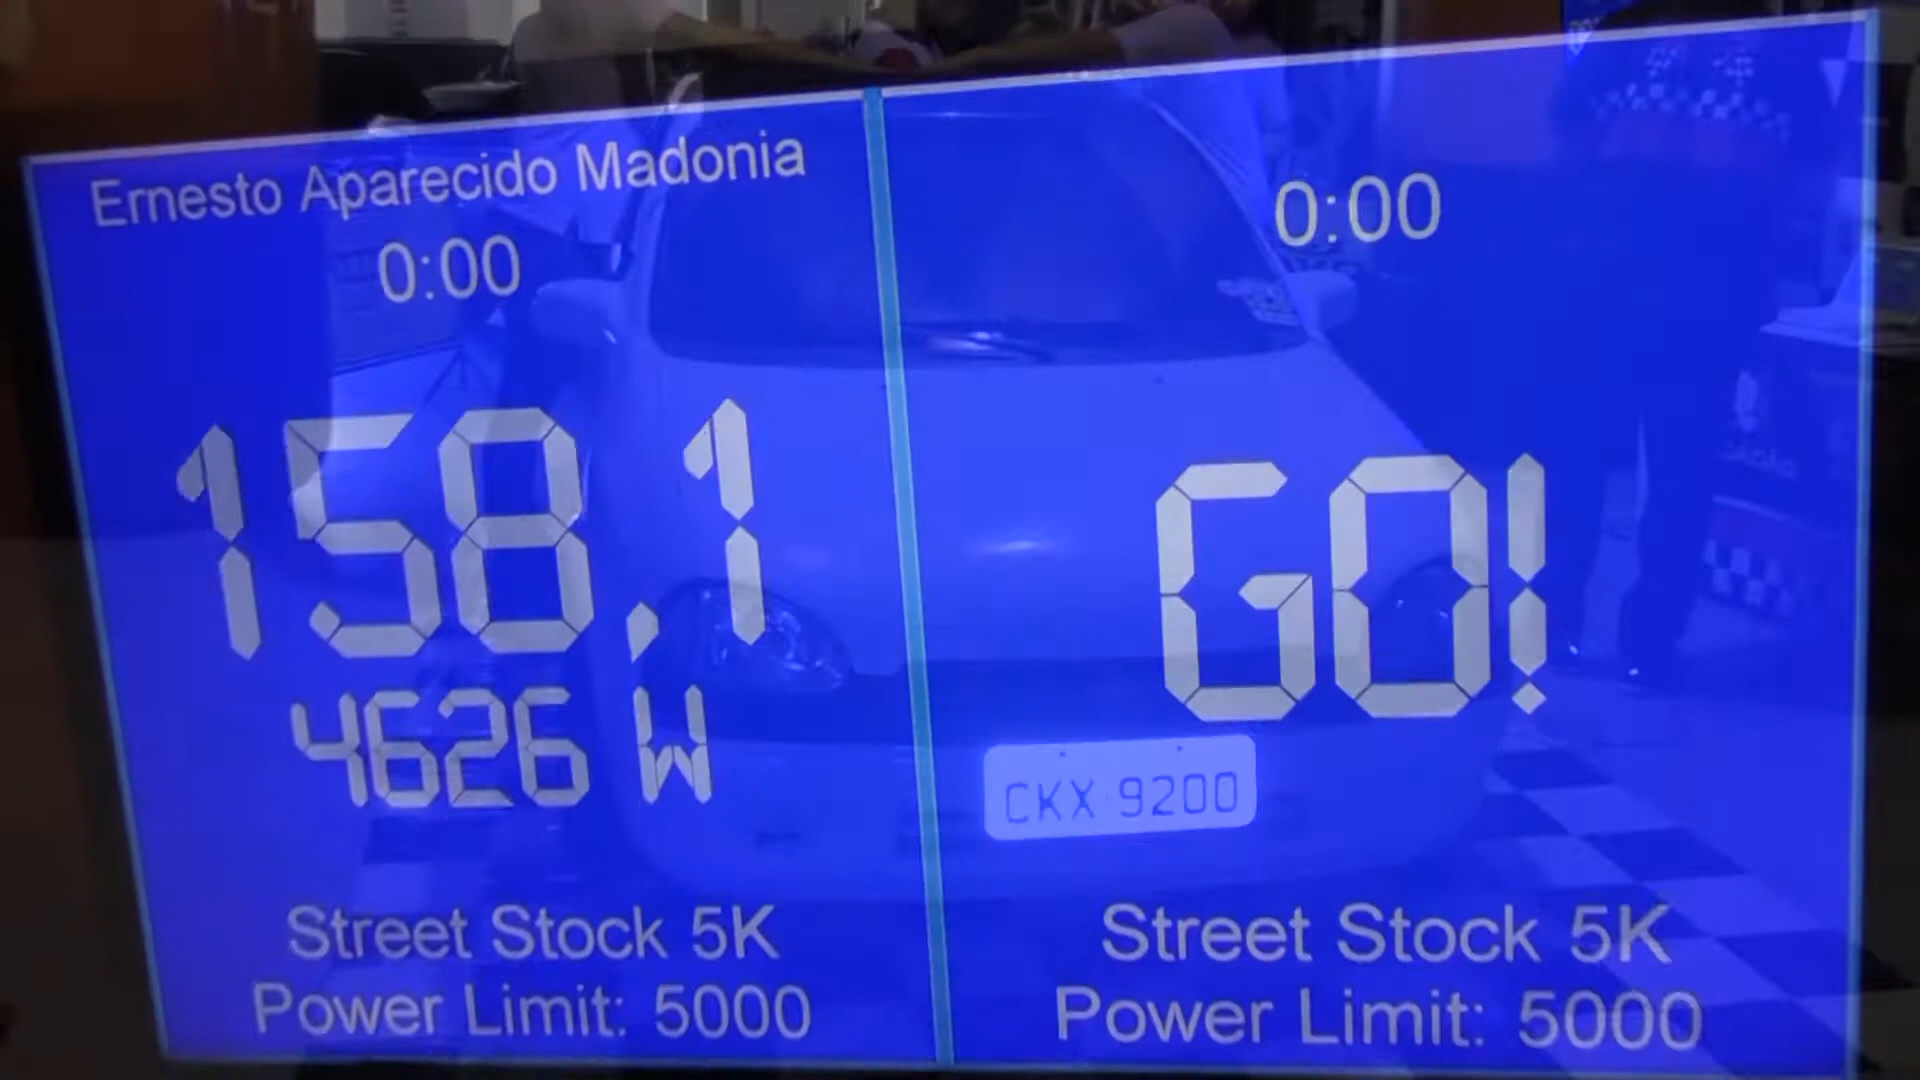 Ernesto Aparecido Madonia
0:00
158,1
4626 W
Street Stock 5K
Power Limit: 5000
0:00
GO!
CKX 9200
Street Stock 5K
Power Limit: 5000